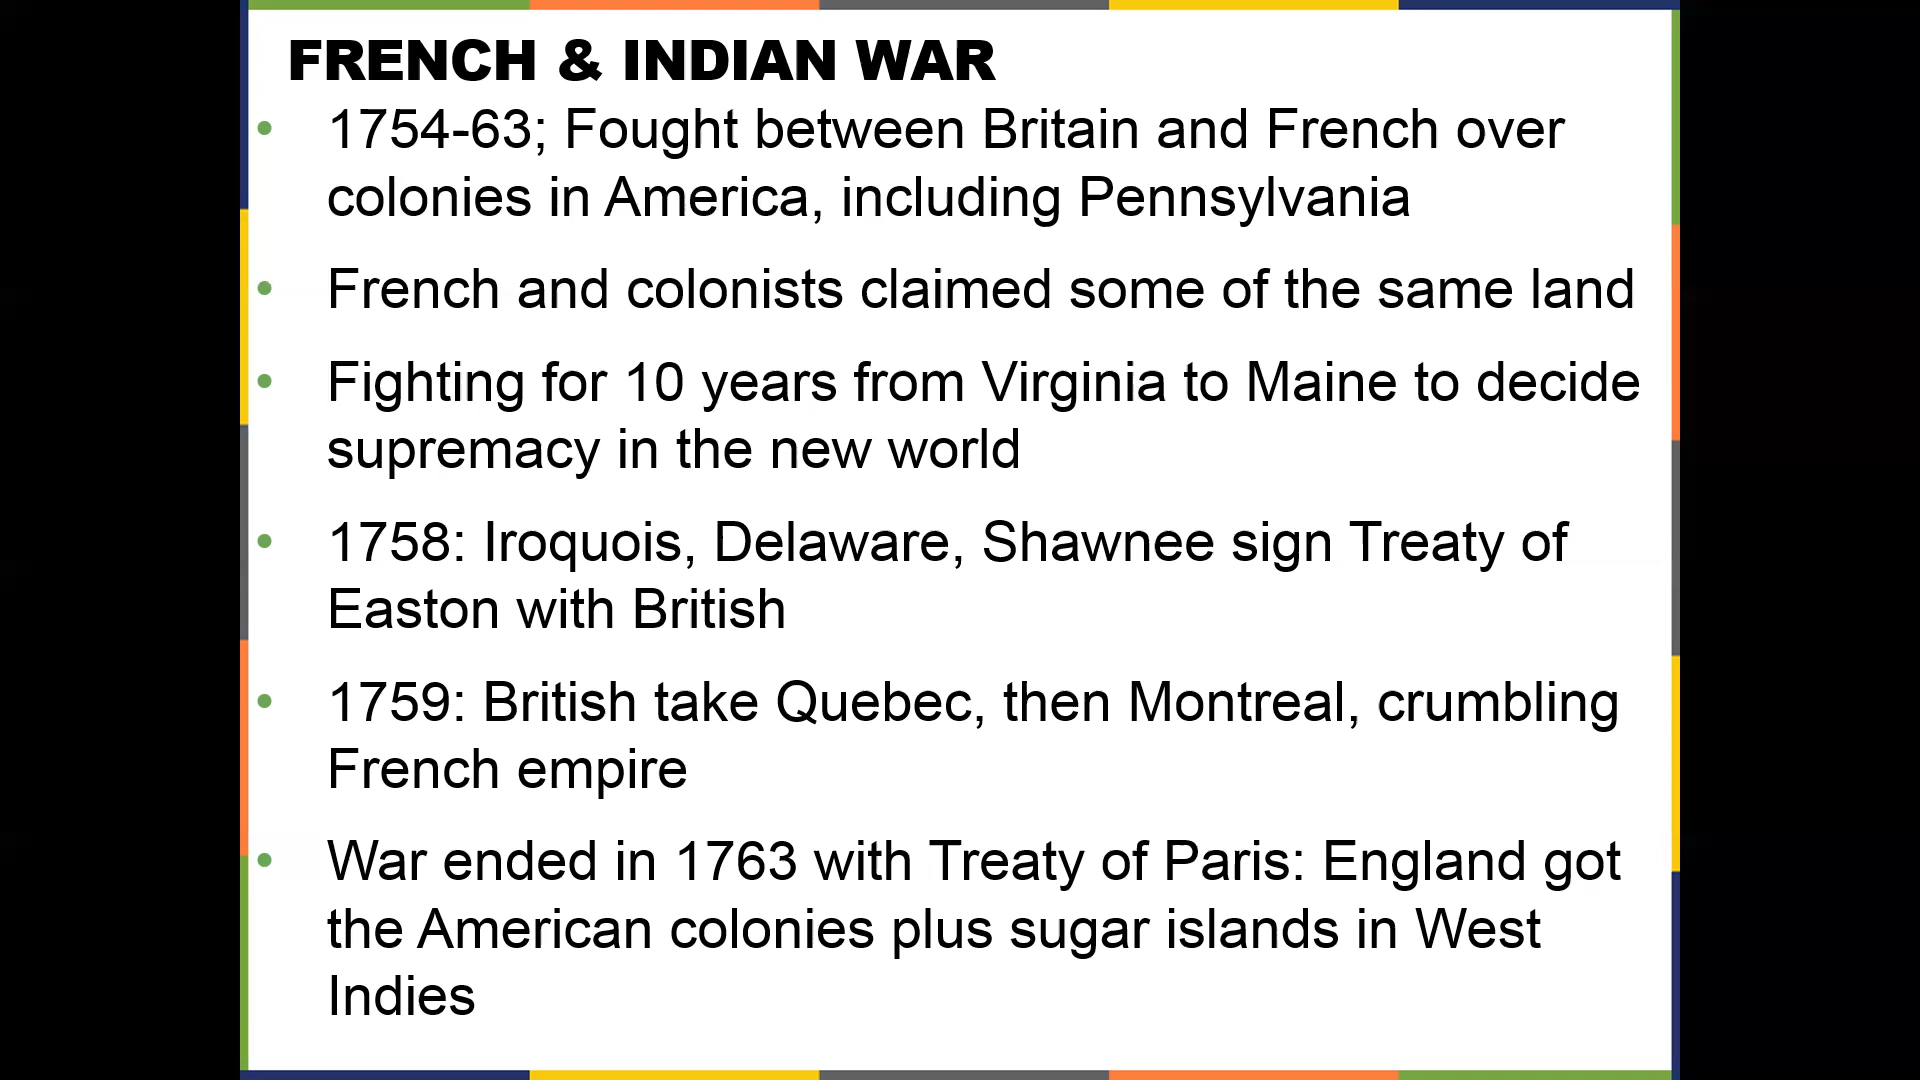 FRENCH & INDIAN WAR
• 1754-63; Fought between Britain and French over
colonies in America, including Pennsylvania
• French and colonists claimed some of the same land
• Fighting for 10 years from Virginia to Maine to decide
supremacy in the new world
• 1758: Iroquois, Delaware, Shawnee sign Treaty of
Easton with British
• 1759: British take Quebec, then Montreal, crumbling
French empire
• War ended in 1763 with Treaty of Paris: England got
the American colonies plus sugar islands in West
Indies